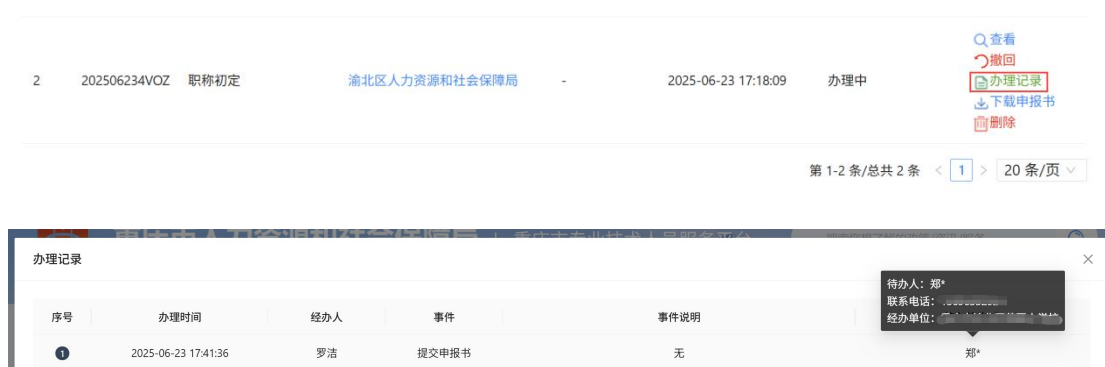 查看
撤回
2 202506234VOZ 职称初定 渝北区人力资源和社会保障局 - 2025-06-23 17:18:09 办理中 办理记录
下载申报书
删除
第 1-2 条/总共 2 条 < 1 > 20 条/页
办理记录
待办人：郑*
联系电话：
经办单位：
序号 办理时间 经办人 事件 事件说明
1 2025-06-23 17:41:36 罗洁 提交申报书 无 郑*